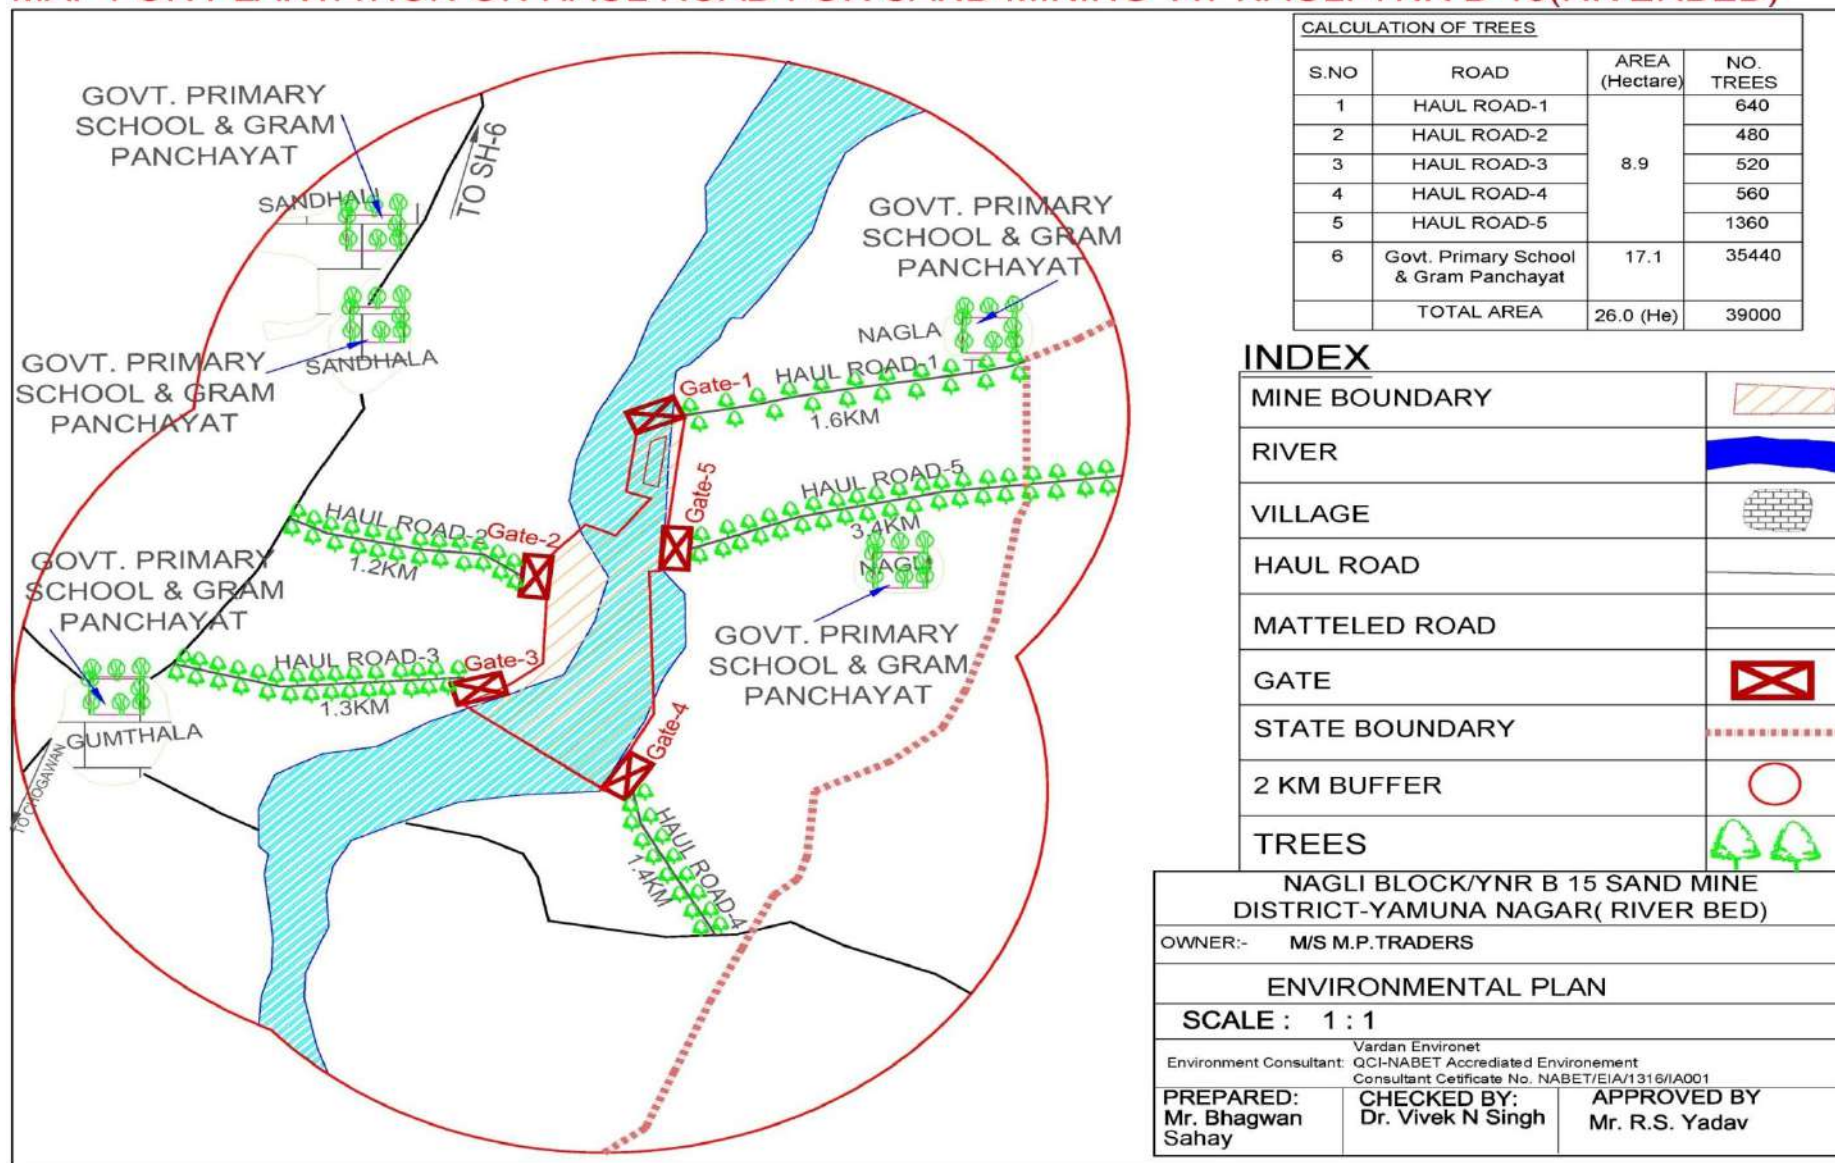 GOVT. PRIMARY
SCHOOL & GRAM
PANCHAYAT
SANDHALI
TO SH-6
GOVT. PRIMARY
SCHOOL & GRAM
PANCHAYAT
SANDHALA
GOVT. PRIMARY
SCHOOL & GRAM
PANCHAYAT
NAGLA
HAUL ROAD-1
1.6KM
Gate-1
HAUL ROAD-5
3.4KM
Gate-5
HAUL ROAD-2
1.2KM
Gate-2
NAGLI
GOVT. PRIMARY
SCHOOL & GRAM
PANCHAYAT
GOVT. PRIMARY
SCHOOL & GRAM
PANCHAYAT
HAUL ROAD-3
1.3KM
Gate-3
GUMTHALA
TO CHOGAWAN
Gate-4
HAUL ROAD-4
1.4KM
CALCULATION OF TREES
S.NO ROAD AREA (Hectare) NO. TREES
1 HAUL ROAD-1 640
2 HAUL ROAD-2 480
3 HAUL ROAD-3 8.9 520
4 HAUL ROAD-4 560
5 HAUL ROAD-5 1360
6 Govt. Primary School & Gram Panchayat 17.1 35440
TOTAL AREA 26.0 (He) 39000
INDEX
MINE BOUNDARY
RIVER
VILLAGE
HAUL ROAD
MATTELED ROAD
GATE
STATE BOUNDARY
2 KM BUFFER
TREES
NAGLI BLOCK/YNR B 15 SAND MINE
DISTRICT-YAMUNA NAGAR( RIVER BED)
OWNER:- M/S M.P.TRADERS
ENVIRONMENTAL PLAN
SCALE : 1 : 1
Vardan Environet
Environment Consultant: QCI-NABET Accrediated Environement
Consultant Cetificate No. NABET/EIA/1316/IA001
PREPARED:
Mr. Bhagwan
Sahay
CHECKED BY:
Dr. Vivek N Singh
APPROVED BY
Mr. R.S. Yadav